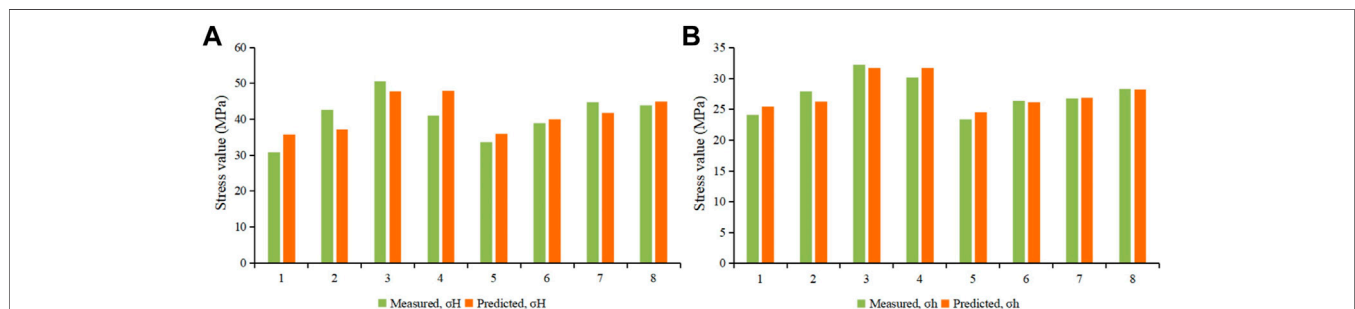 A
Stress value (MPa)
60
50
40
30
20
10
0
1 2 3 4 5 6 7 8
Measured, σH Predicted, σH
B
Stress value (MPa)
35
30
25
20
15
10
5
0
1 2 3 4 5 6 7 8
Measured, σh Predicted, σh